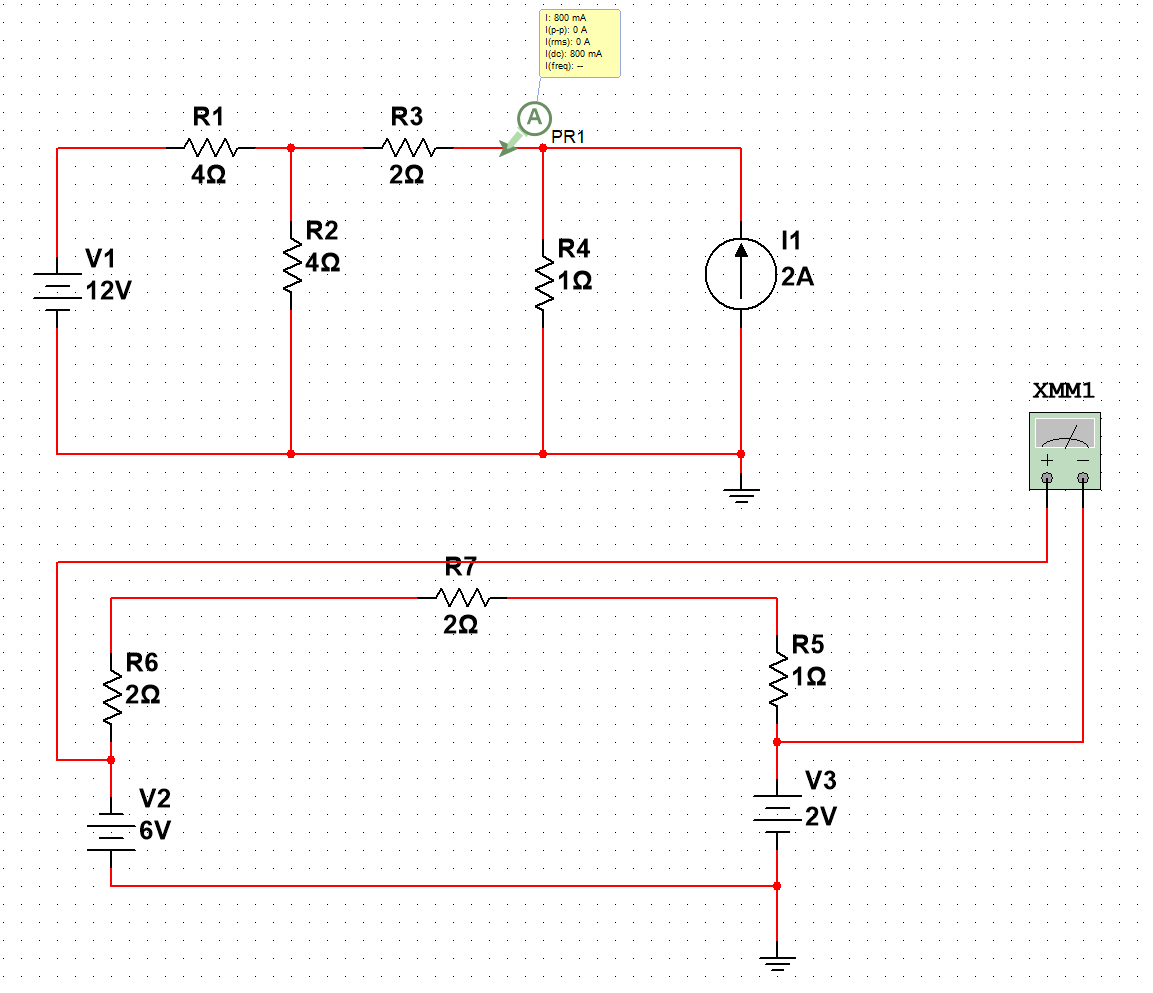 I: 800 mA
I(p-p): 0 A
I(rms): 0 A
I(dc): 800 mA
I(freq): --
A
PR1
R1
4Ω
R3
2Ω
R2
4Ω
R4
1Ω
I1
2A
V1
12V
XMM1
+ −
R7
2Ω
R6
2Ω
R5
1Ω
V2
6V
V3
2V